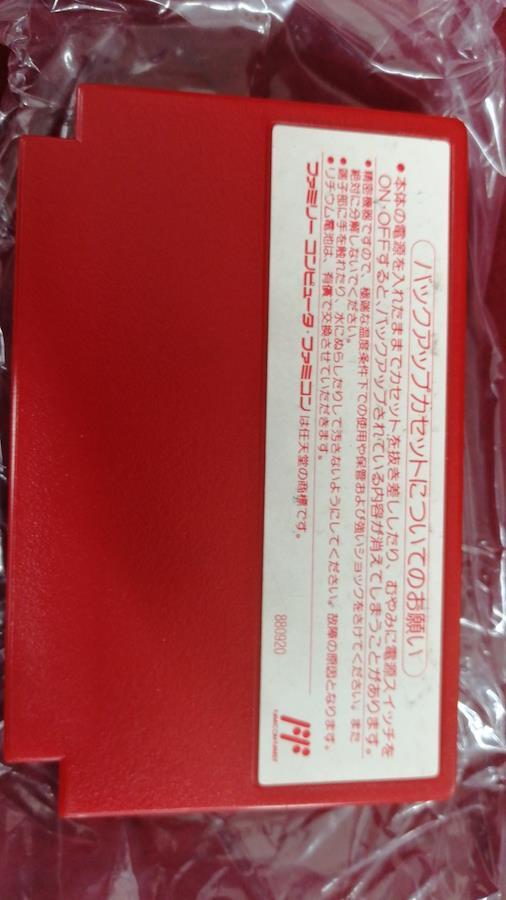 バックアップカセットについてのお願い
•本体の電源を入れたままでカセットを抜き差ししたり、むやみに電源スイッチを
ON・OFFすると、バックアップされている内容が消えてしまうことがあります。
•精密機器ですので、極端な温度条件下での使用や保管および強いショックをさけてください。また
絶対に分解しないでください。
•端子部に手を触れたり、水にぬらしたりして汚さないようにしてください。故障の原因となります。
•リチウム電池は、有償で交換させていただきます。
ファミリーコンピュータ・ファミコンは任天堂の商標です。
880920